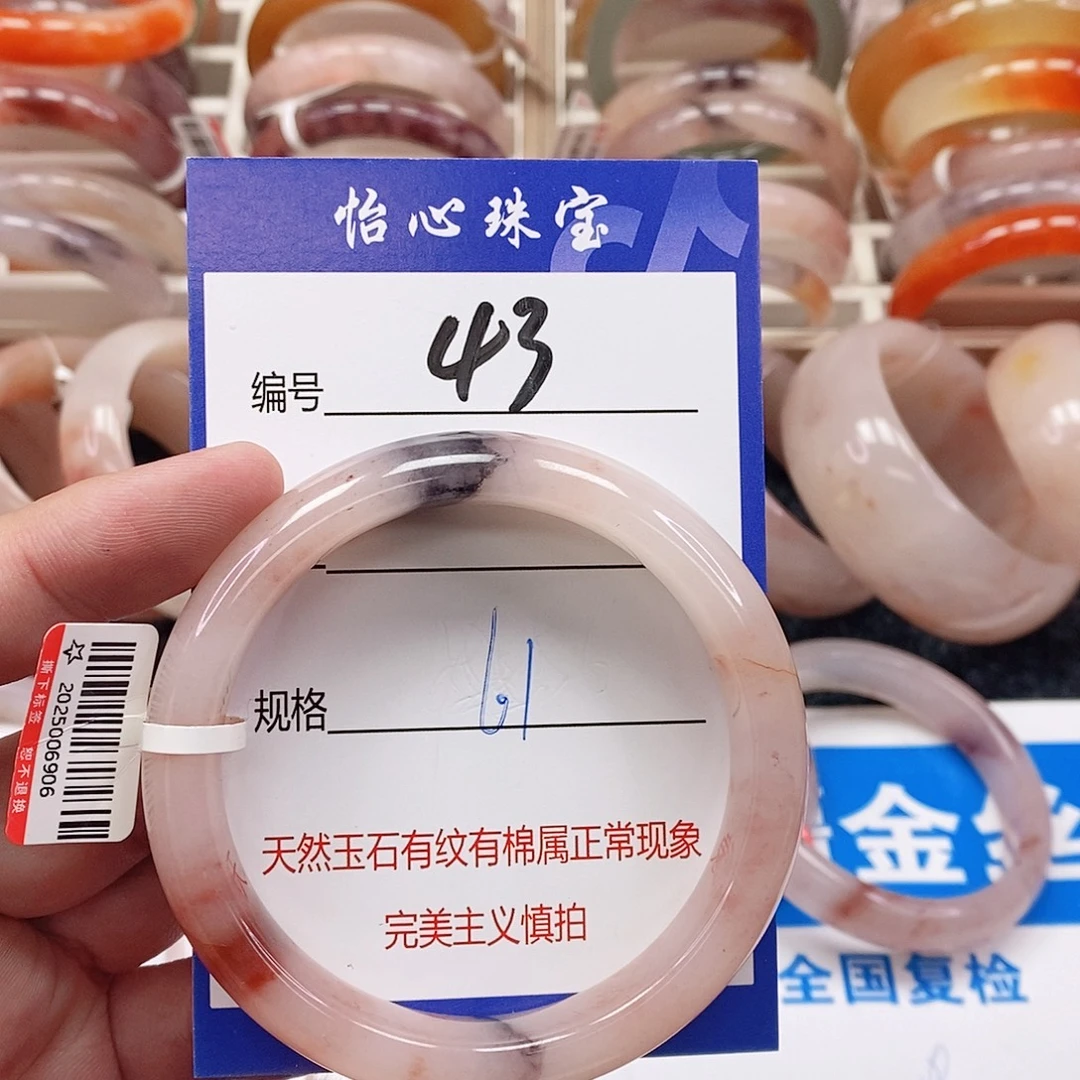 怡心珠宝
编号 43
规格 61
天然玉石有纹有棉属正常现象
完美主义慎拍
撕下标签 恕不退换
2025006906
金丝
全国复检